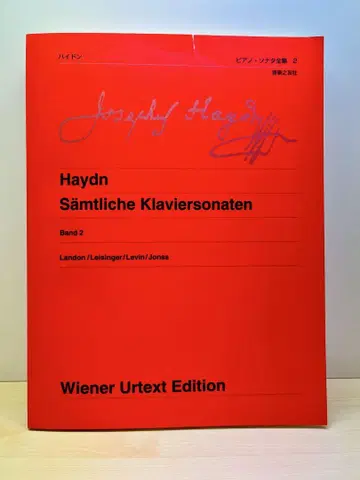 ハイドン
ピアノ・ソナタ全集 2
音楽之友社
Joseph Haydn
Haydn
Sämtliche Klaviersonaten
Band 2
Landon/Leisinger/Levin/Jonas
Wiener Urtext Edition